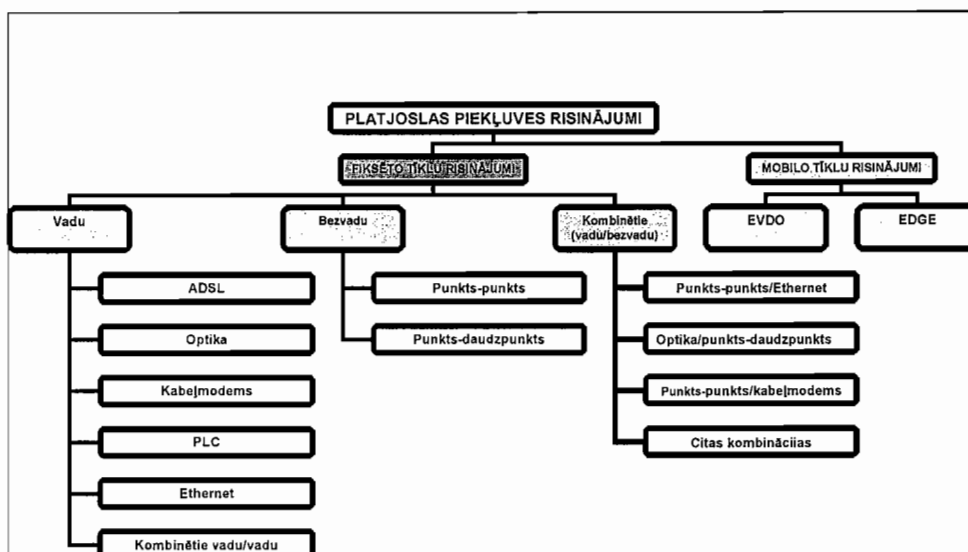 PLATJOSLAS PIEKĻUVES RISINĀJUMI
FIKSĒTO TĪKLU RISINĀJUMI
MOBILO TĪKLU RISINĀJUMI
Vadu
Bezvadu
Kombinētie
(vadu/bezvadu)
EVDO
EDGE
ADSL
Optika
Kabeļmodems
PLC
Ethernet
Kombinētie vadu/vadu
Punkts-punkts
Punkts-daudzpunkts
Punkts-punkts/Ethernet
Optika/punkts-daudzpunkts
Punkts-punkts/kabeļmodems
Citas kombinācijas